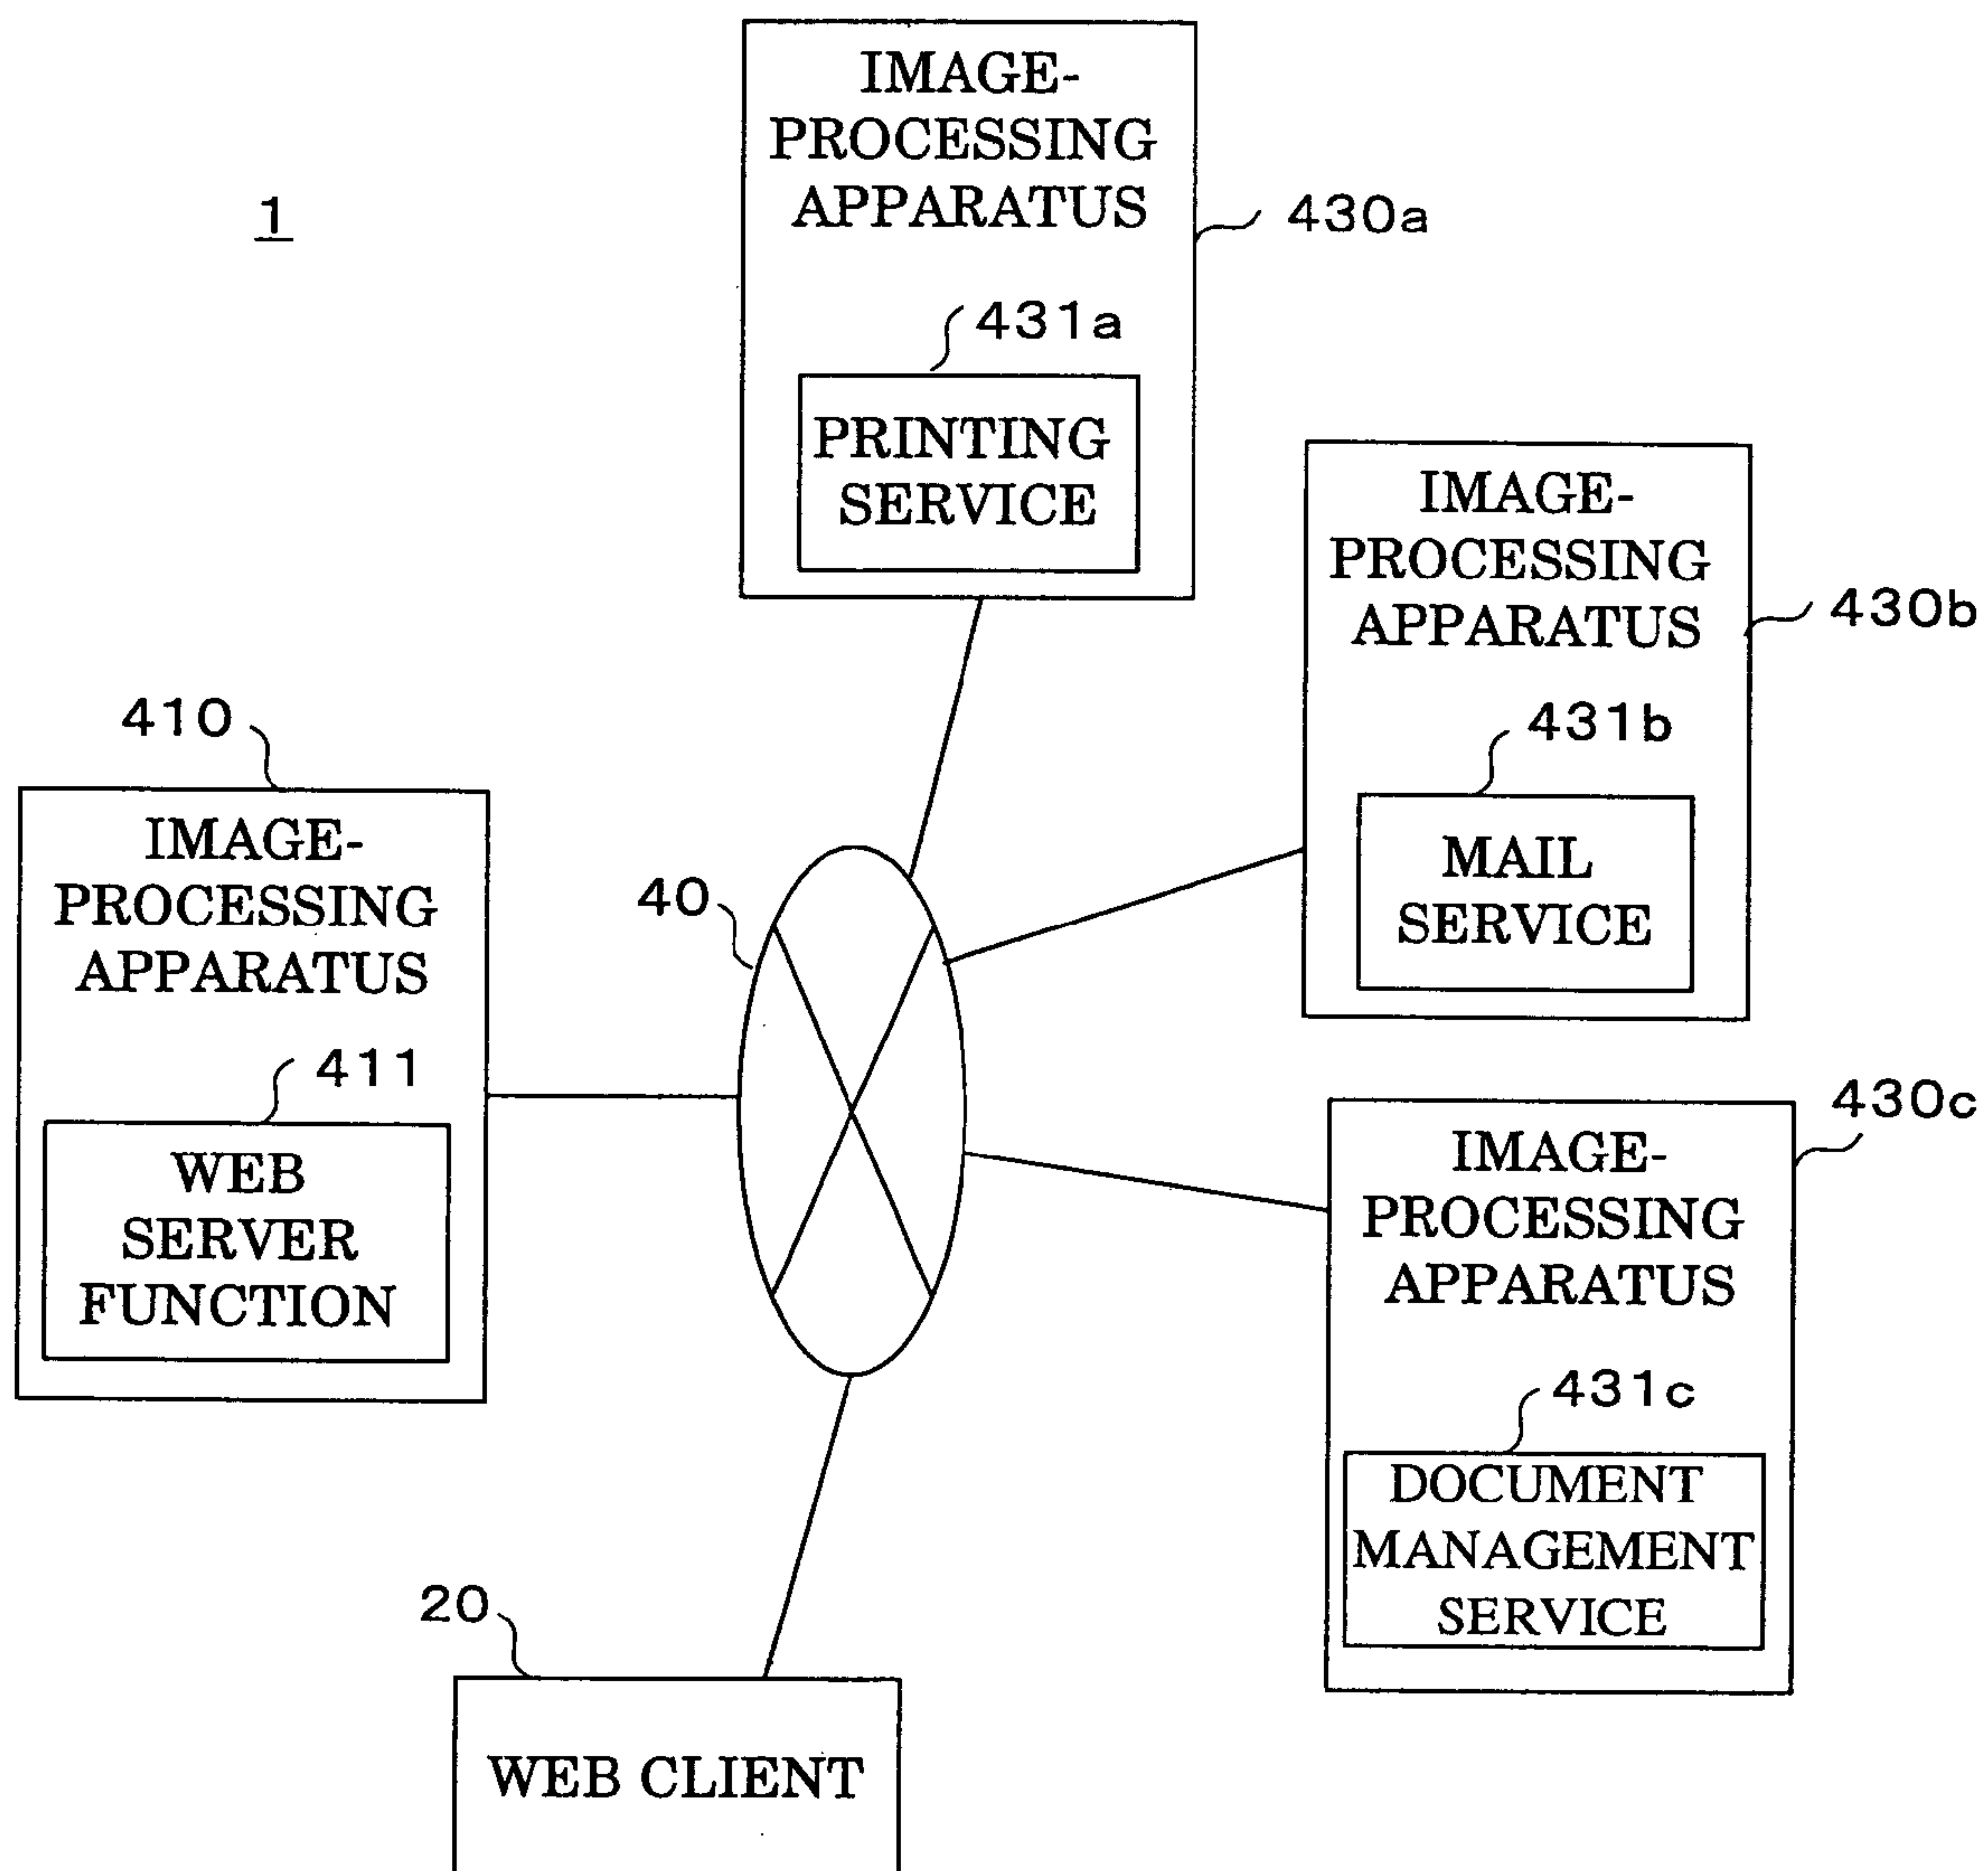 IMAGE-
PROCESSING
APPARATUS
1
430a
431a
PRINTING
SERVICE
IMAGE-
PROCESSING
APPARATUS
430b
431b
MAIL
SERVICE
410
IMAGE-
PROCESSING
APPARATUS
411
WEB
SERVER
FUNCTION
40
430c
IMAGE-
PROCESSING
APPARATUS
431c
DOCUMENT
MANAGEMENT
SERVICE
20
WEB CLIENT